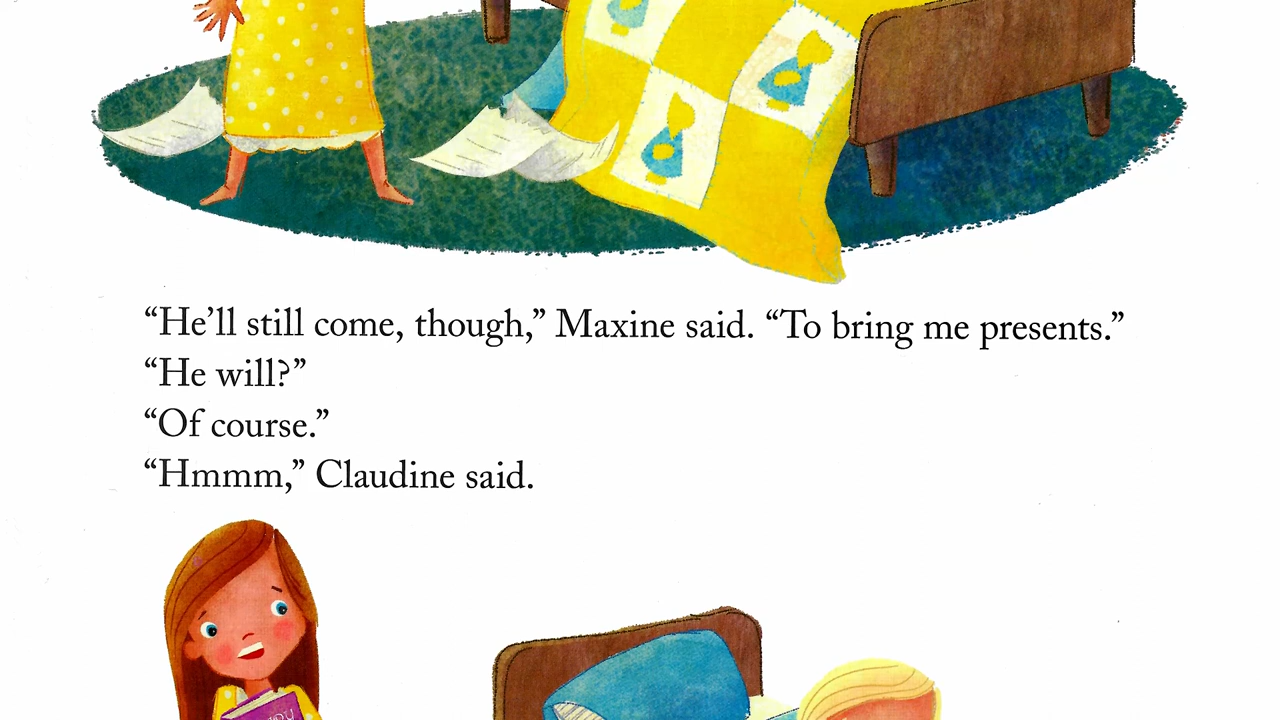 “He’ll still come, though,” Maxine said. “To bring me presents.”
“He will?”
“Of course.”
“Hmmm,” Claudine said.